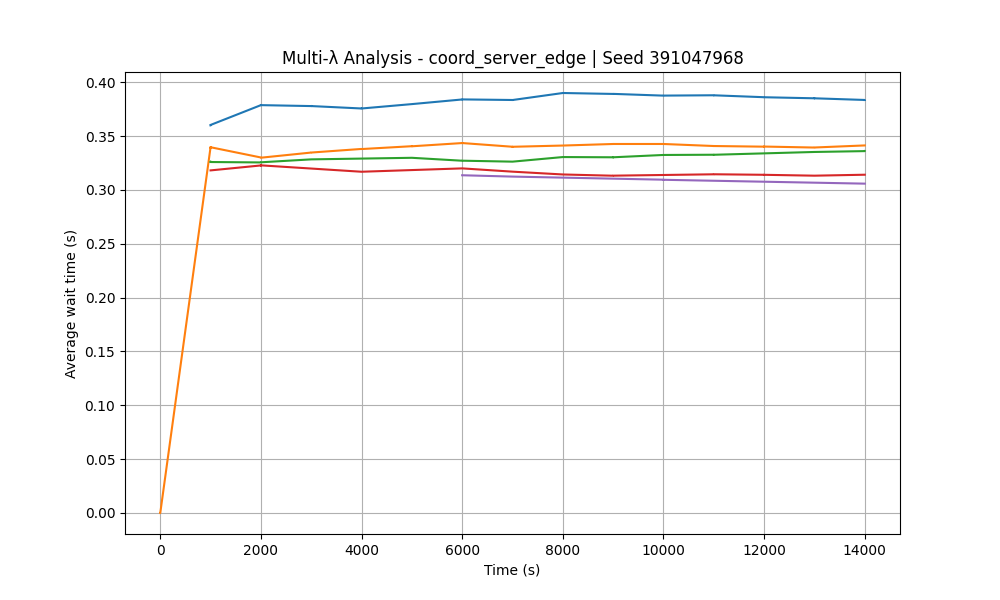 Multi-λ Analysis - coord_server_edge | Seed 391047968
0.40
0.35
0.30
0.25
0.20
0.15
0.10
0.05
0.00
Average wait time (s)
0 2000 4000 6000 8000 10000 12000 14000
Time (s)